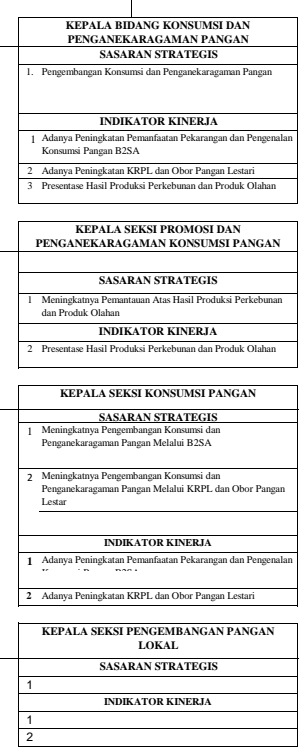 KEPALA BIDANG KONSUMSI DAN
PENGANEKARAGAMAN PANGAN
SASARAN STRATEGIS
1. Pengembangan Konsumsi dan Penganekaragaman Pangan
INDIKATOR KINERJA
1 Adanya Peningkatan Pemanfaatan Pekarangan dan Pengenalan
Konsumsi Pangan B2SA
2 Adanya Peningkatan KRPL dan Obor Pangan Lestari
3 Presentase Hasil Produksi Perkebunan dan Produk Olahan
KEPALA SEKSI PROMOSI DAN
PENGANEKARAGAMAN KONSUMSI PANGAN
SASARAN STRATEGIS
1 Meningkatnya Pemantauan Atas Hasil Produksi Perkebunan
dan Produk Olahan
INDIKATOR KINERJA
2 Presentase Hasil Produksi Perkebunan dan Produk Olahan
KEPALA SEKSI KONSUMSI PANGAN
SASARAN STRATEGIS
1 Meningkatnya Pengembangan Konsumsi dan
Penganekaragaman Pangan Melalui B2SA
2 Meningkatnya Pengembangan Konsumsi dan
Penganekaragaman Pangan Melalui KRPL dan Obor Pangan
Lestar
INDIKATOR KINERJA
1 Adanya Peningkatan Pemanfaatan Pekarangan dan Pengenalan
2 Adanya Peningkatan KRPL dan Obor Pangan Lestari
KEPALA SEKSI PENGEMBANGAN PANGAN
LOKAL
SASARAN STRATEGIS
1
INDIKATOR KINERJA
1
2